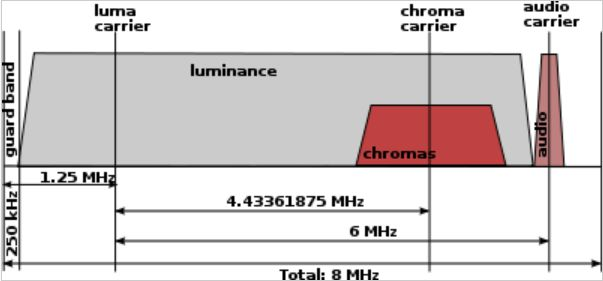 luma
carrier
chroma
carrier
audio
carrier
guard band
luminance
chromas
audio
1.25 MHz
250 kHz
4.43361875 MHz
6 MHz
Total: 8 MHz